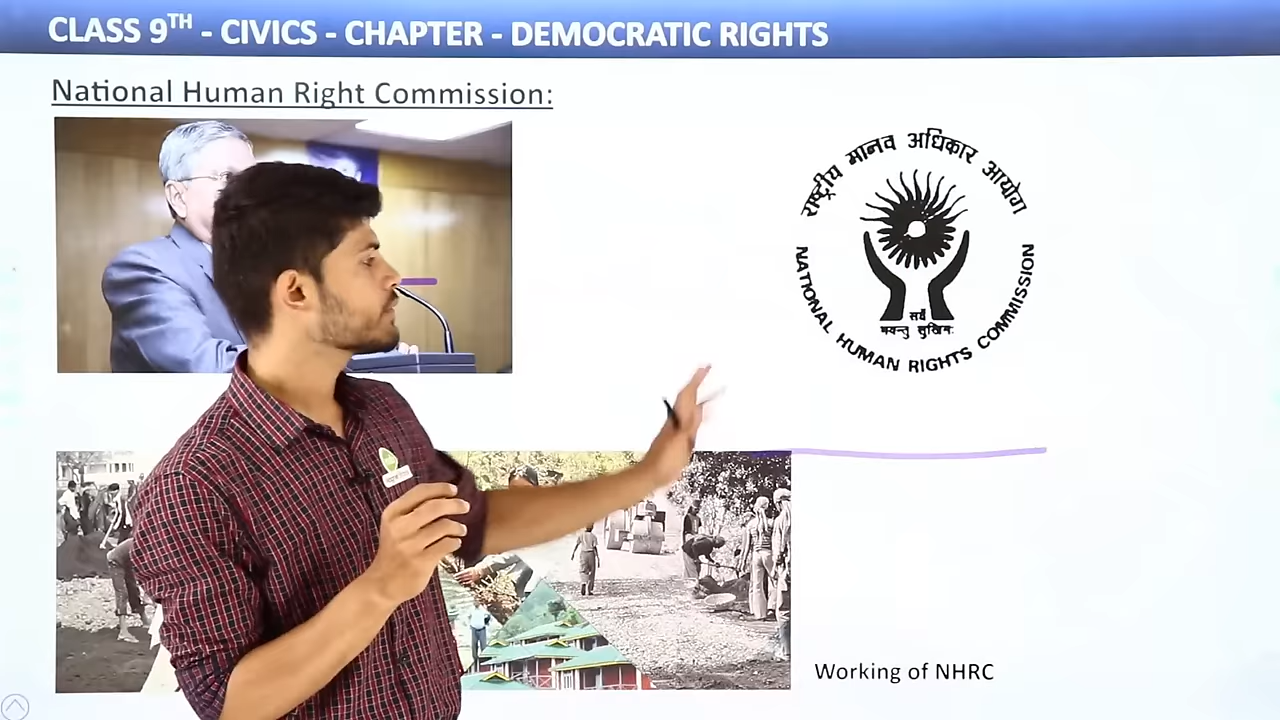 CLASS 9TH - CIVICS - CHAPTER - DEMOCRATIC RIGHTS
National Human Right Commission:
राष्ट्रीय मानव अधिकार आयोग
सर्वे
भवन्तु सुखिनः
NATIONAL HUMAN RIGHTS COMMISSION
Working of NHRC